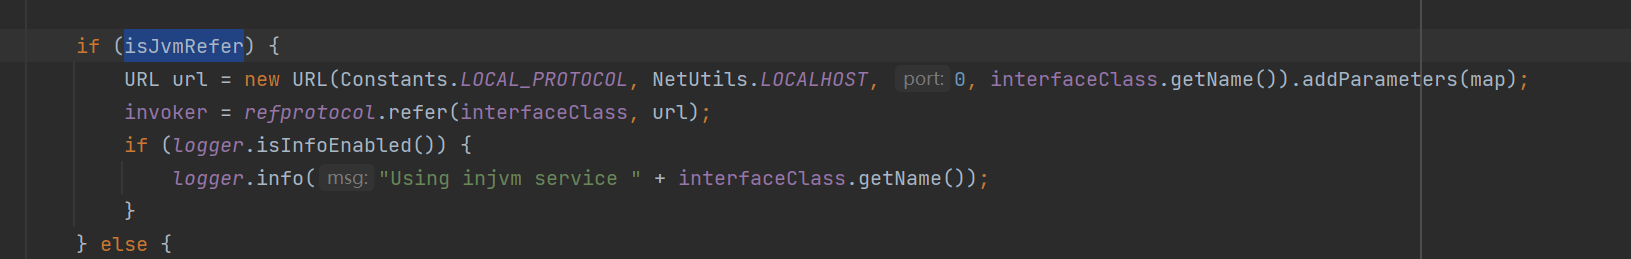 if (isJvmRefer) {
URL url = new URL(Constants.LOCAL_PROTOCOL, NetUtils.LOCALHOST, port: 0, interfaceClass.getName()).addParameters(map);
invoker = refprotocol.refer(interfaceClass, url);
if (logger.isInfoEnabled()) {
logger.info( msg: "Using injvm service " + interfaceClass.getName());
}
} else {